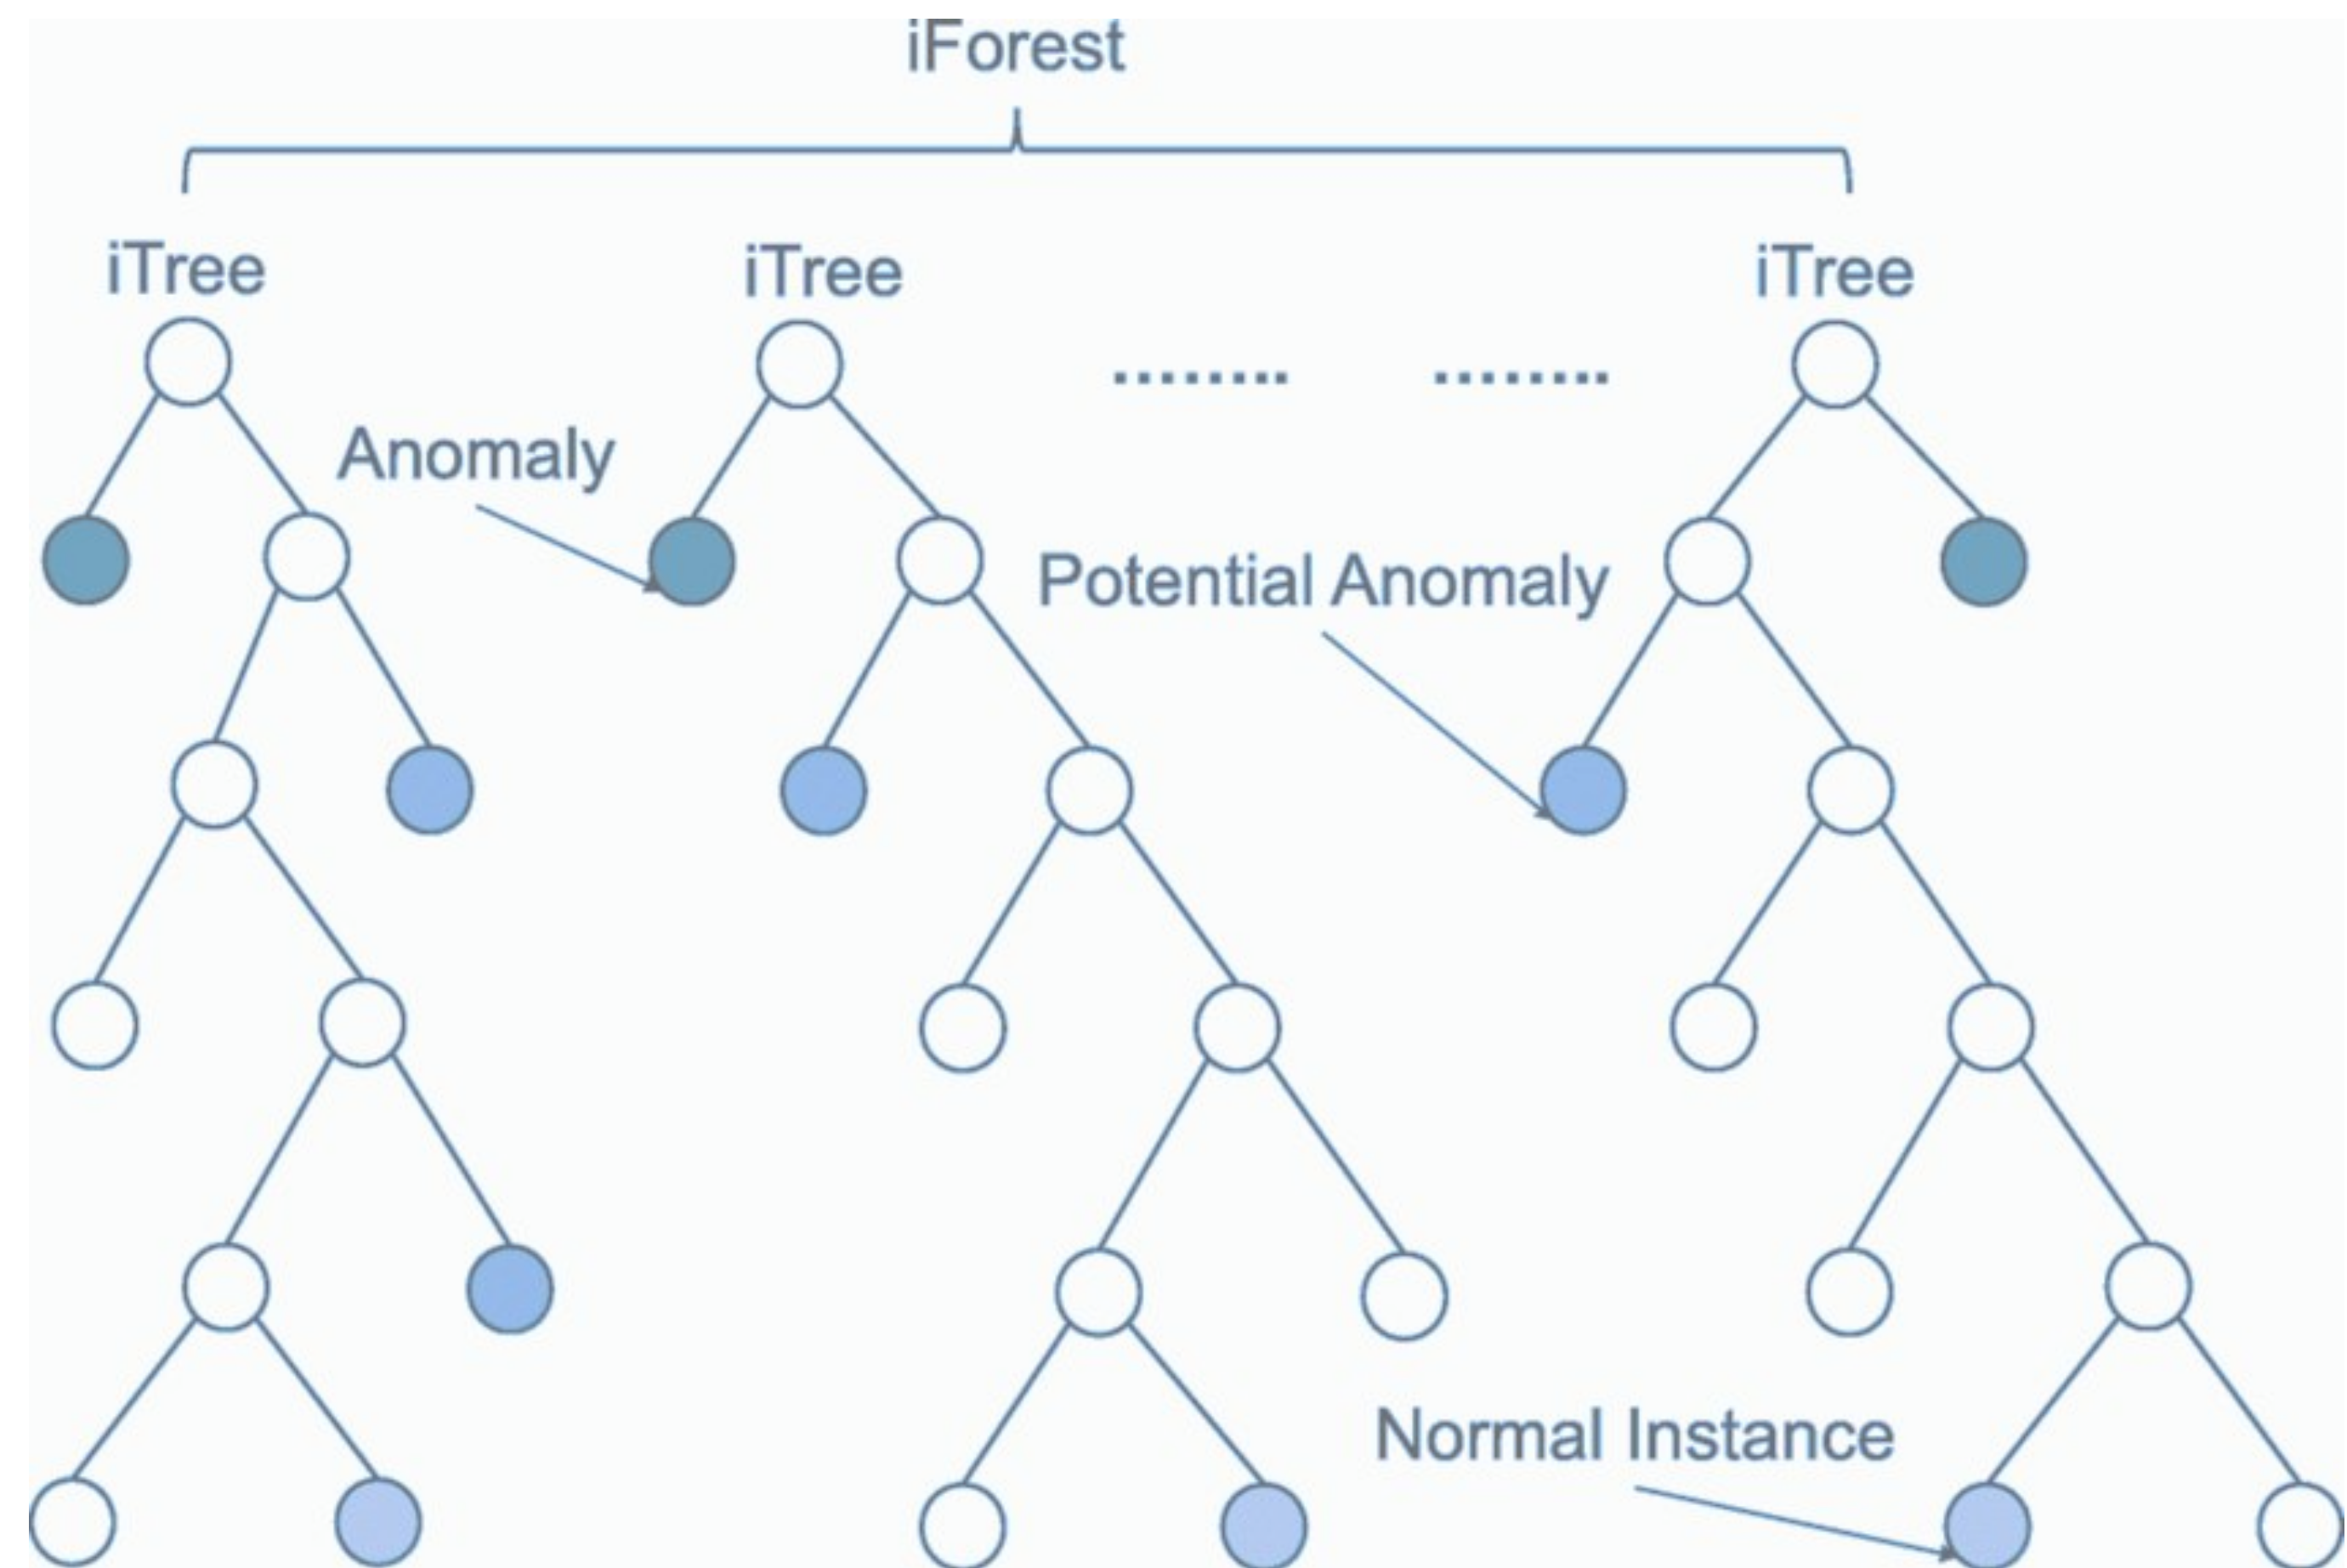 iForest
iTree
iTree
iTree
Anomaly
Potential Anomaly
Normal Instance